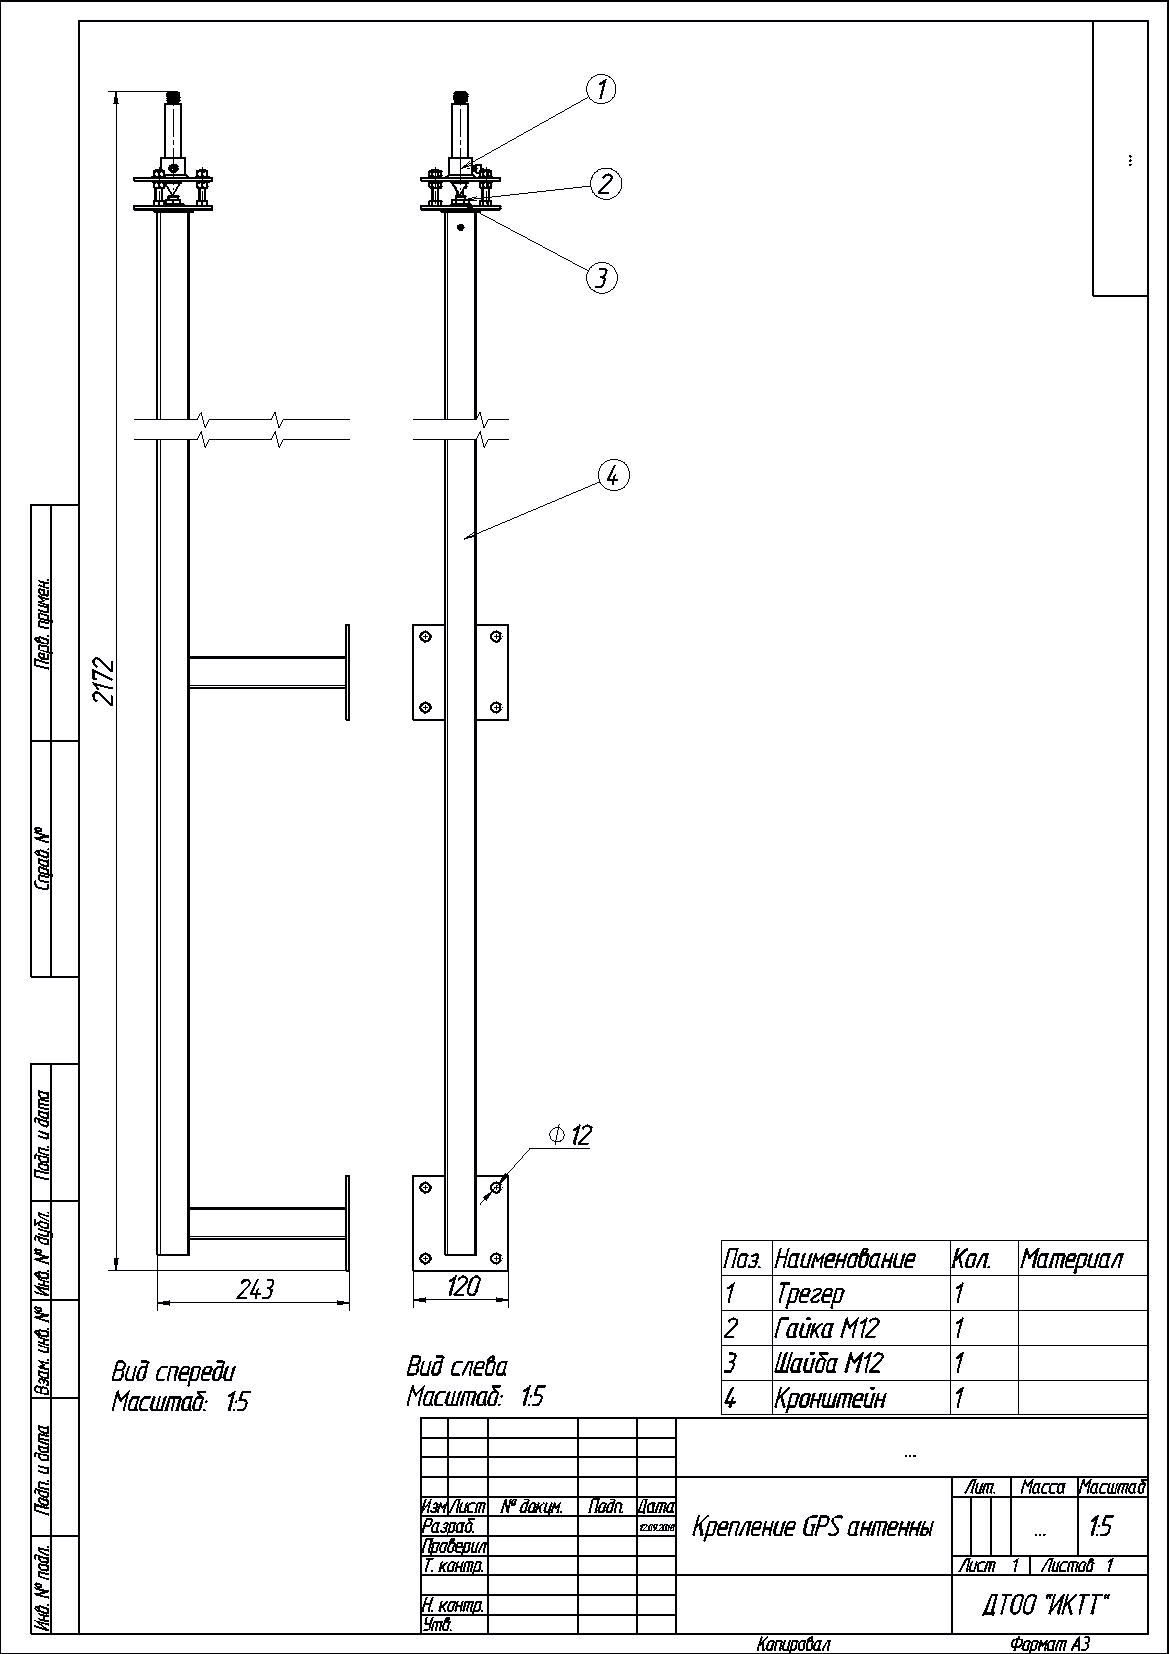 ...
1
2
3
4
2172
Перв. примен.
Справ. №
Подп. и дата
Инв. № дубл.
Взам. инв. №
Подп. и дата
Инв. № подл.
Φ12
243
120
Вид спереди
Масштаб: 1:5
Вид слева
Масштаб: 1:5
Поз. Наименование Кол. Материал
1 Трегер 1
2 Гайка М12 1
3 Шайба М12 1
4 Кронштейн 1
...
Изм Лист № докум. Подп. Дата
Разраб.
Проверил
Т. контр.
Н. контр.
Утв.
Крепление GPS антенны
Лит. Масса Масштаб
... 1:5
Лист 1 Листов 1
ДТОО "ИКТТ"
Копировал Формат А3